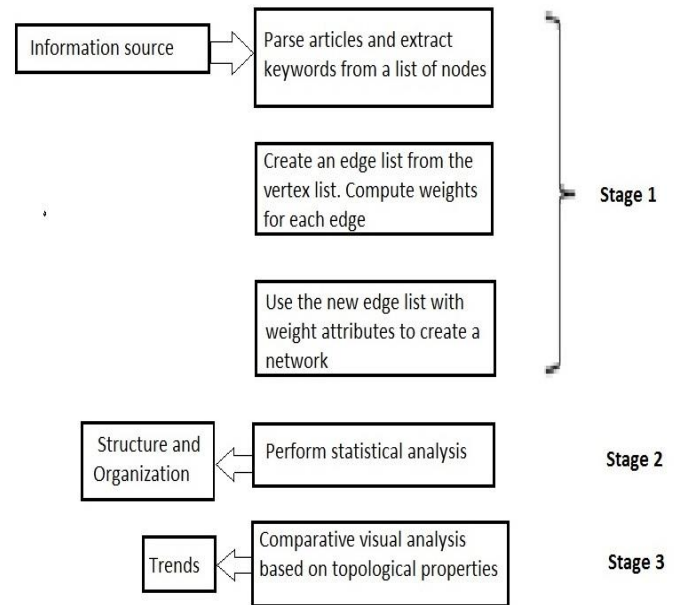 Information source
Parse articles and extract
keywords from a list of nodes
Create an edge list from the
vertex list. Compute weights
for each edge
Stage 1
Use the new edge list with
weight attributes to create a
network
Structure and
Organization
Perform statistical analysis
Stage 2
Trends
Comparative visual analysis
based on topological properties
Stage 3